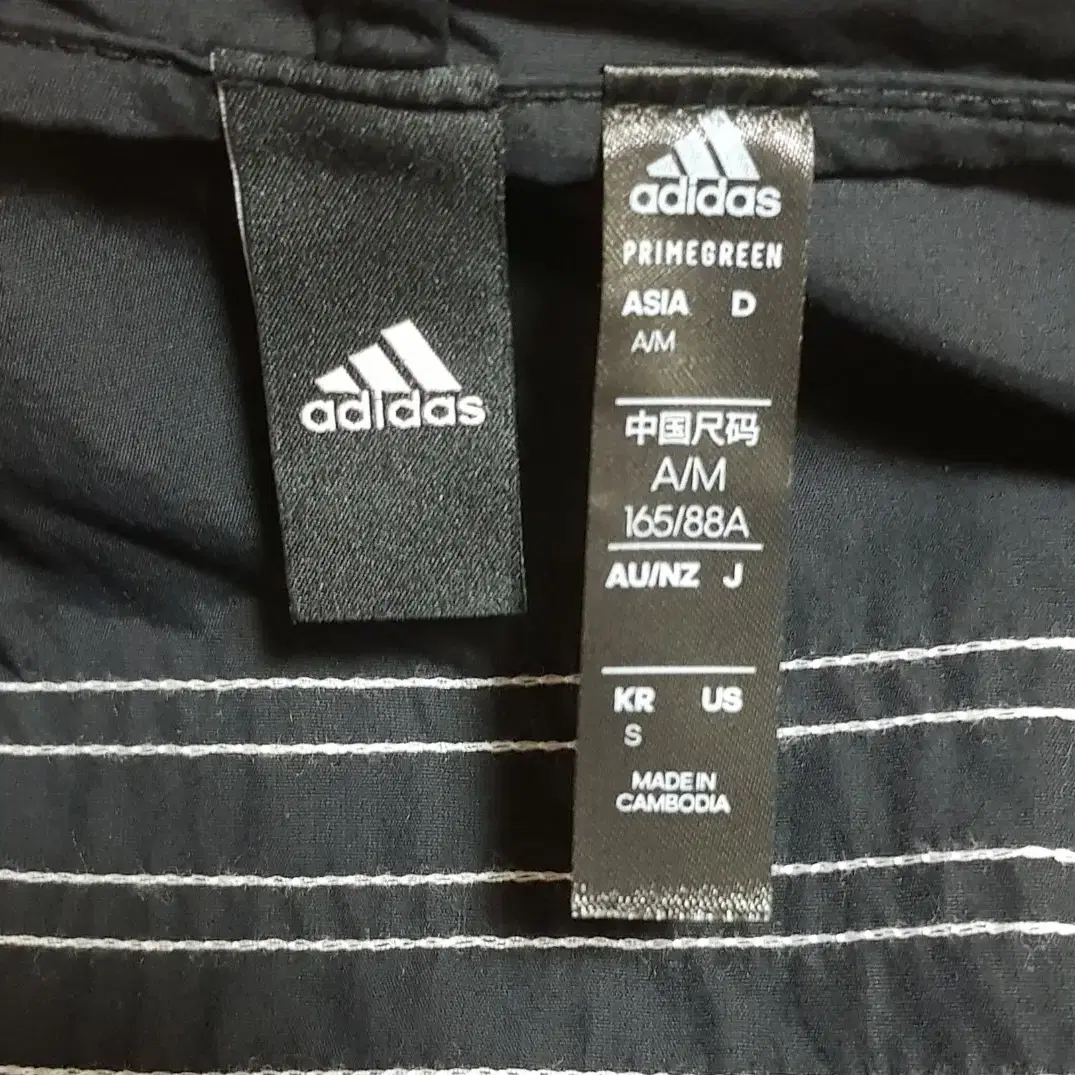 adidas
adidas
PRIMEGREEN
ASIA D
A/M
中国尺码
A/M
165/88A
AU/NZ J
KR US
S
MADE IN
CAMBODIA